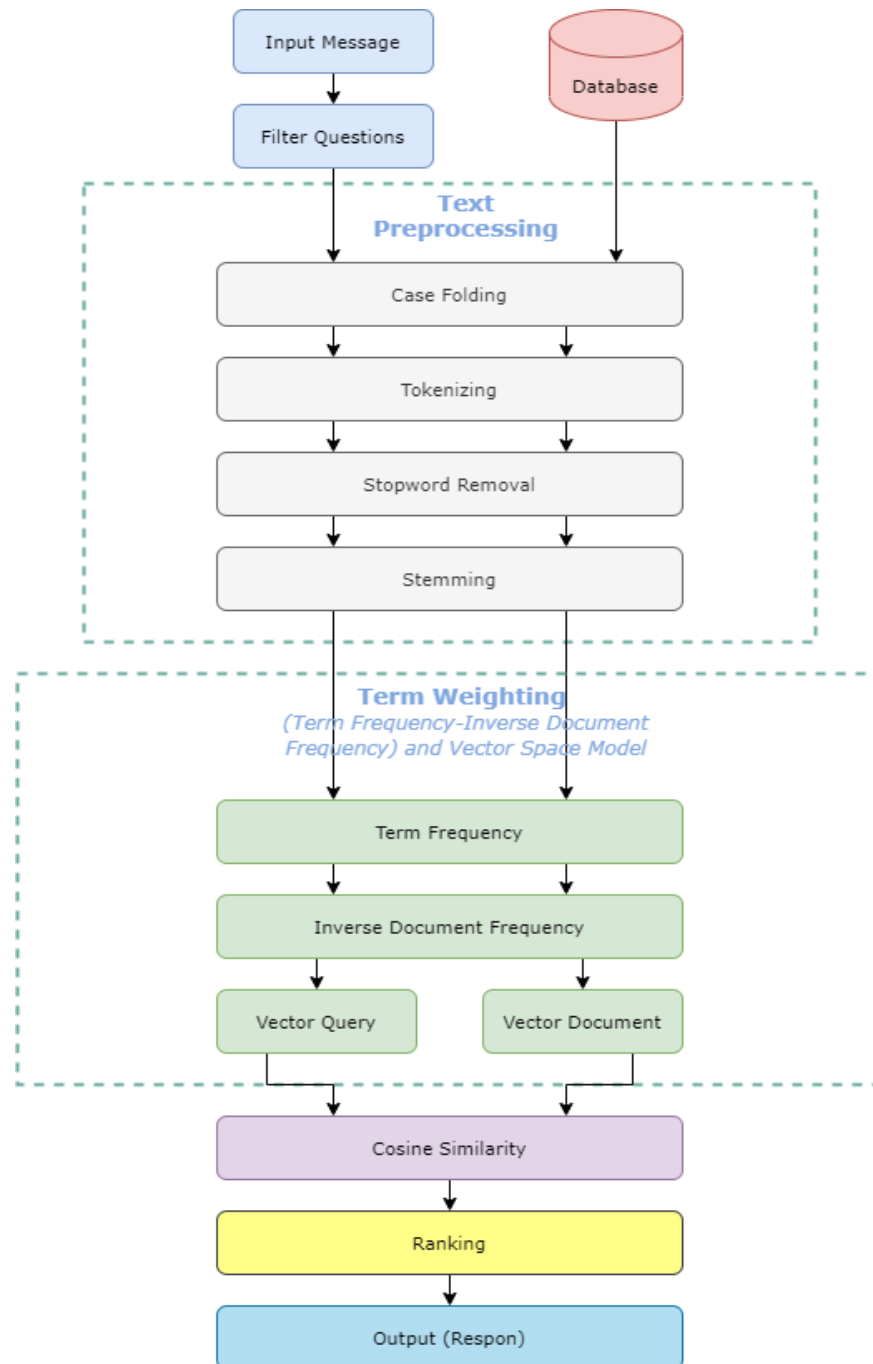 Input Message
Database
Filter Questions
Text
Preprocessing
Case Folding
Tokenizing
Stopword Removal
Stemming
Term Weighting
(Term Frequency-Inverse Document
Frequency) and Vector Space Model
Term Frequency
Inverse Document Frequency
Vector Query
Vector Document
Cosine Similarity
Ranking
Output (Respon)